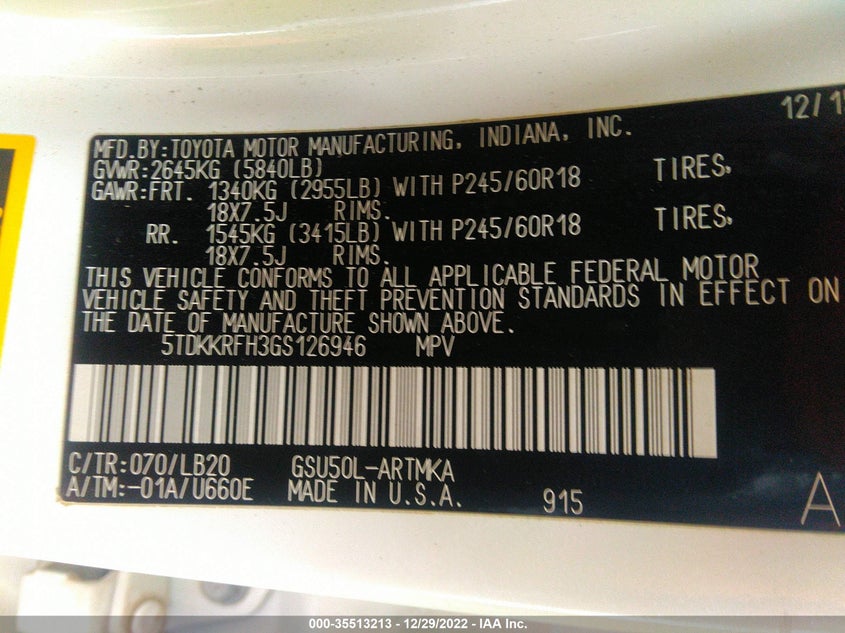 12/1
MFD.BY:TOYOTA MOTOR MANUFACTURING, INDIANA, INC.
GVWR:2645KG (5840LB)
GAWR:FRT. 1340KG (2955LB) WITH P245/60R18 TIRES,
18X7.5J RIMS.
RR. 1545KG (3415LB) WITH P245/60R18 TIRES,
18X7.5J RIMS.
THIS VEHICLE CONFORMS TO ALL APPLICABLE FEDERAL MOTOR
VEHICLE SAFETY AND THEFT PREVENTION STANDARDS IN EFFECT ON
THE DATE OF MANUFACTURE SHOWN ABOVE.
5TDKKRFH3GS126946 MPV
C/TR:070/LB20 GSU50L-ARTMKA
A/TM:-01A/U660E MADE IN U.S.A. 915 A
000-35513213 - 12/29/2022 - IAA Inc.